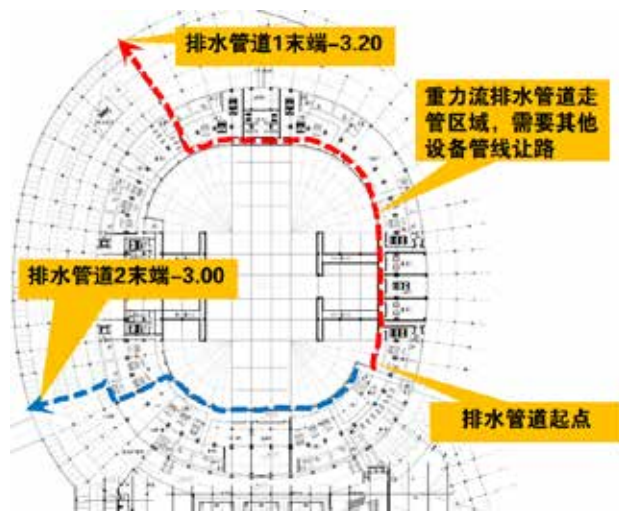 排水管道1末端-3.20
重力流排水管道走
管区域，需要其他
设备管线让路
排水管道2末端-3.00
排水管道起点